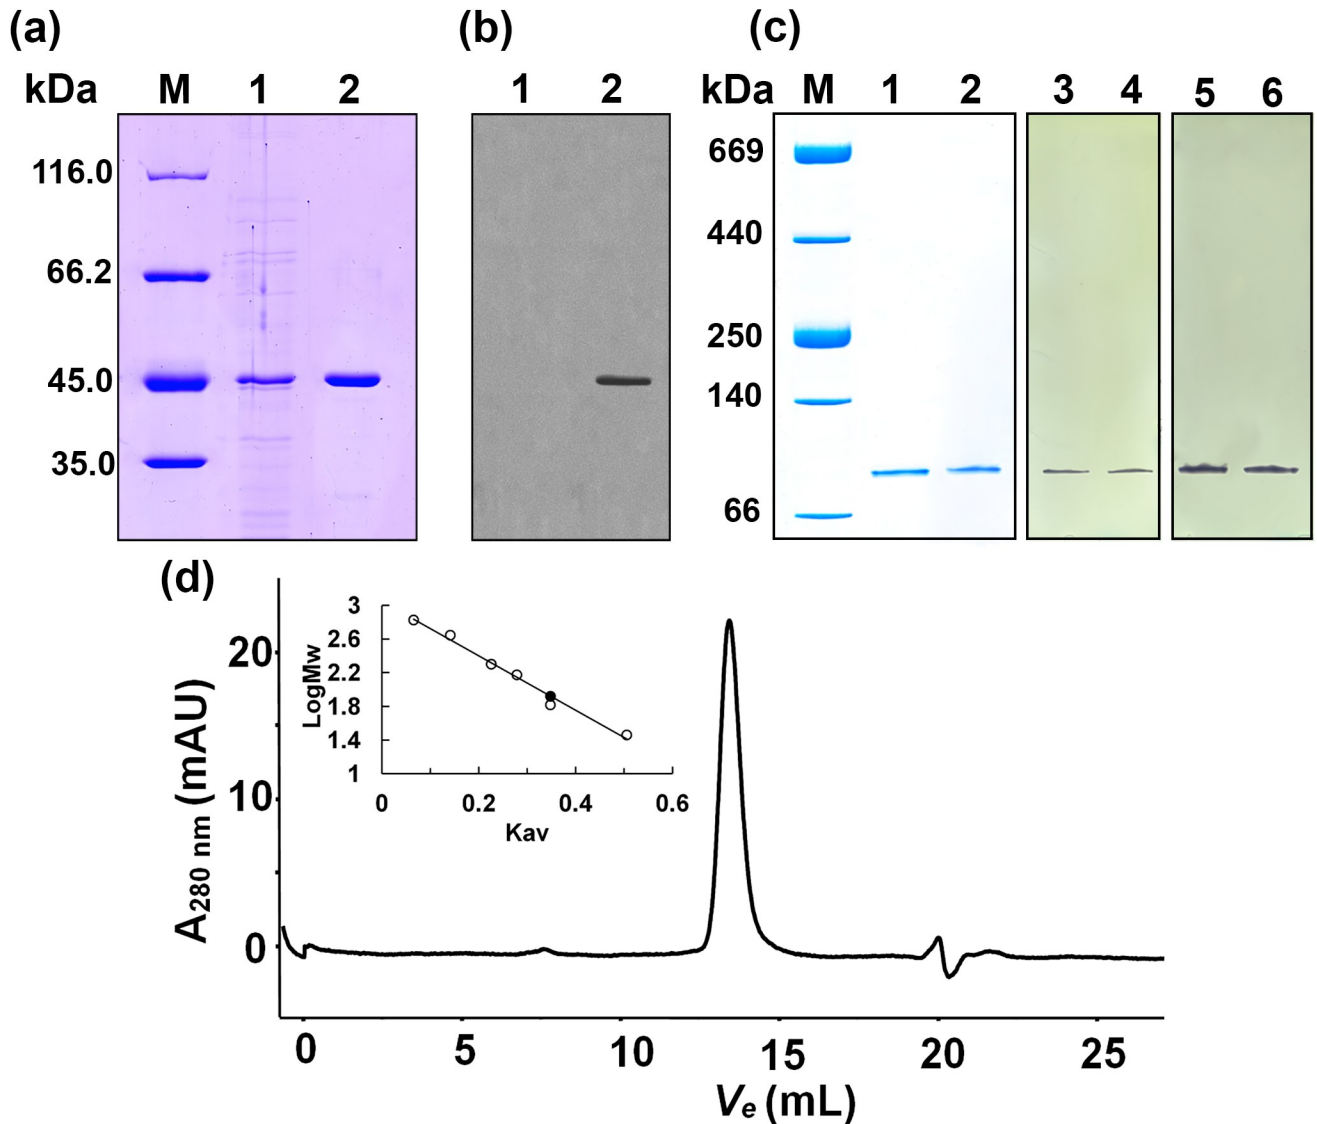 (a)
kDa M 1 2
116.0
66.2
45.0
35.0
(b)
1 2
(c)
kDa M 1 2 3 4 5 6
669
440
250
140
66
(d)
A280 nm (mAU)
20
10
0
LogMw
3
2.6
2.2
1.8
1.4
1
0 0.2 0.4 0.6
Kav
0 5 10 15 20 25
Ve (mL)